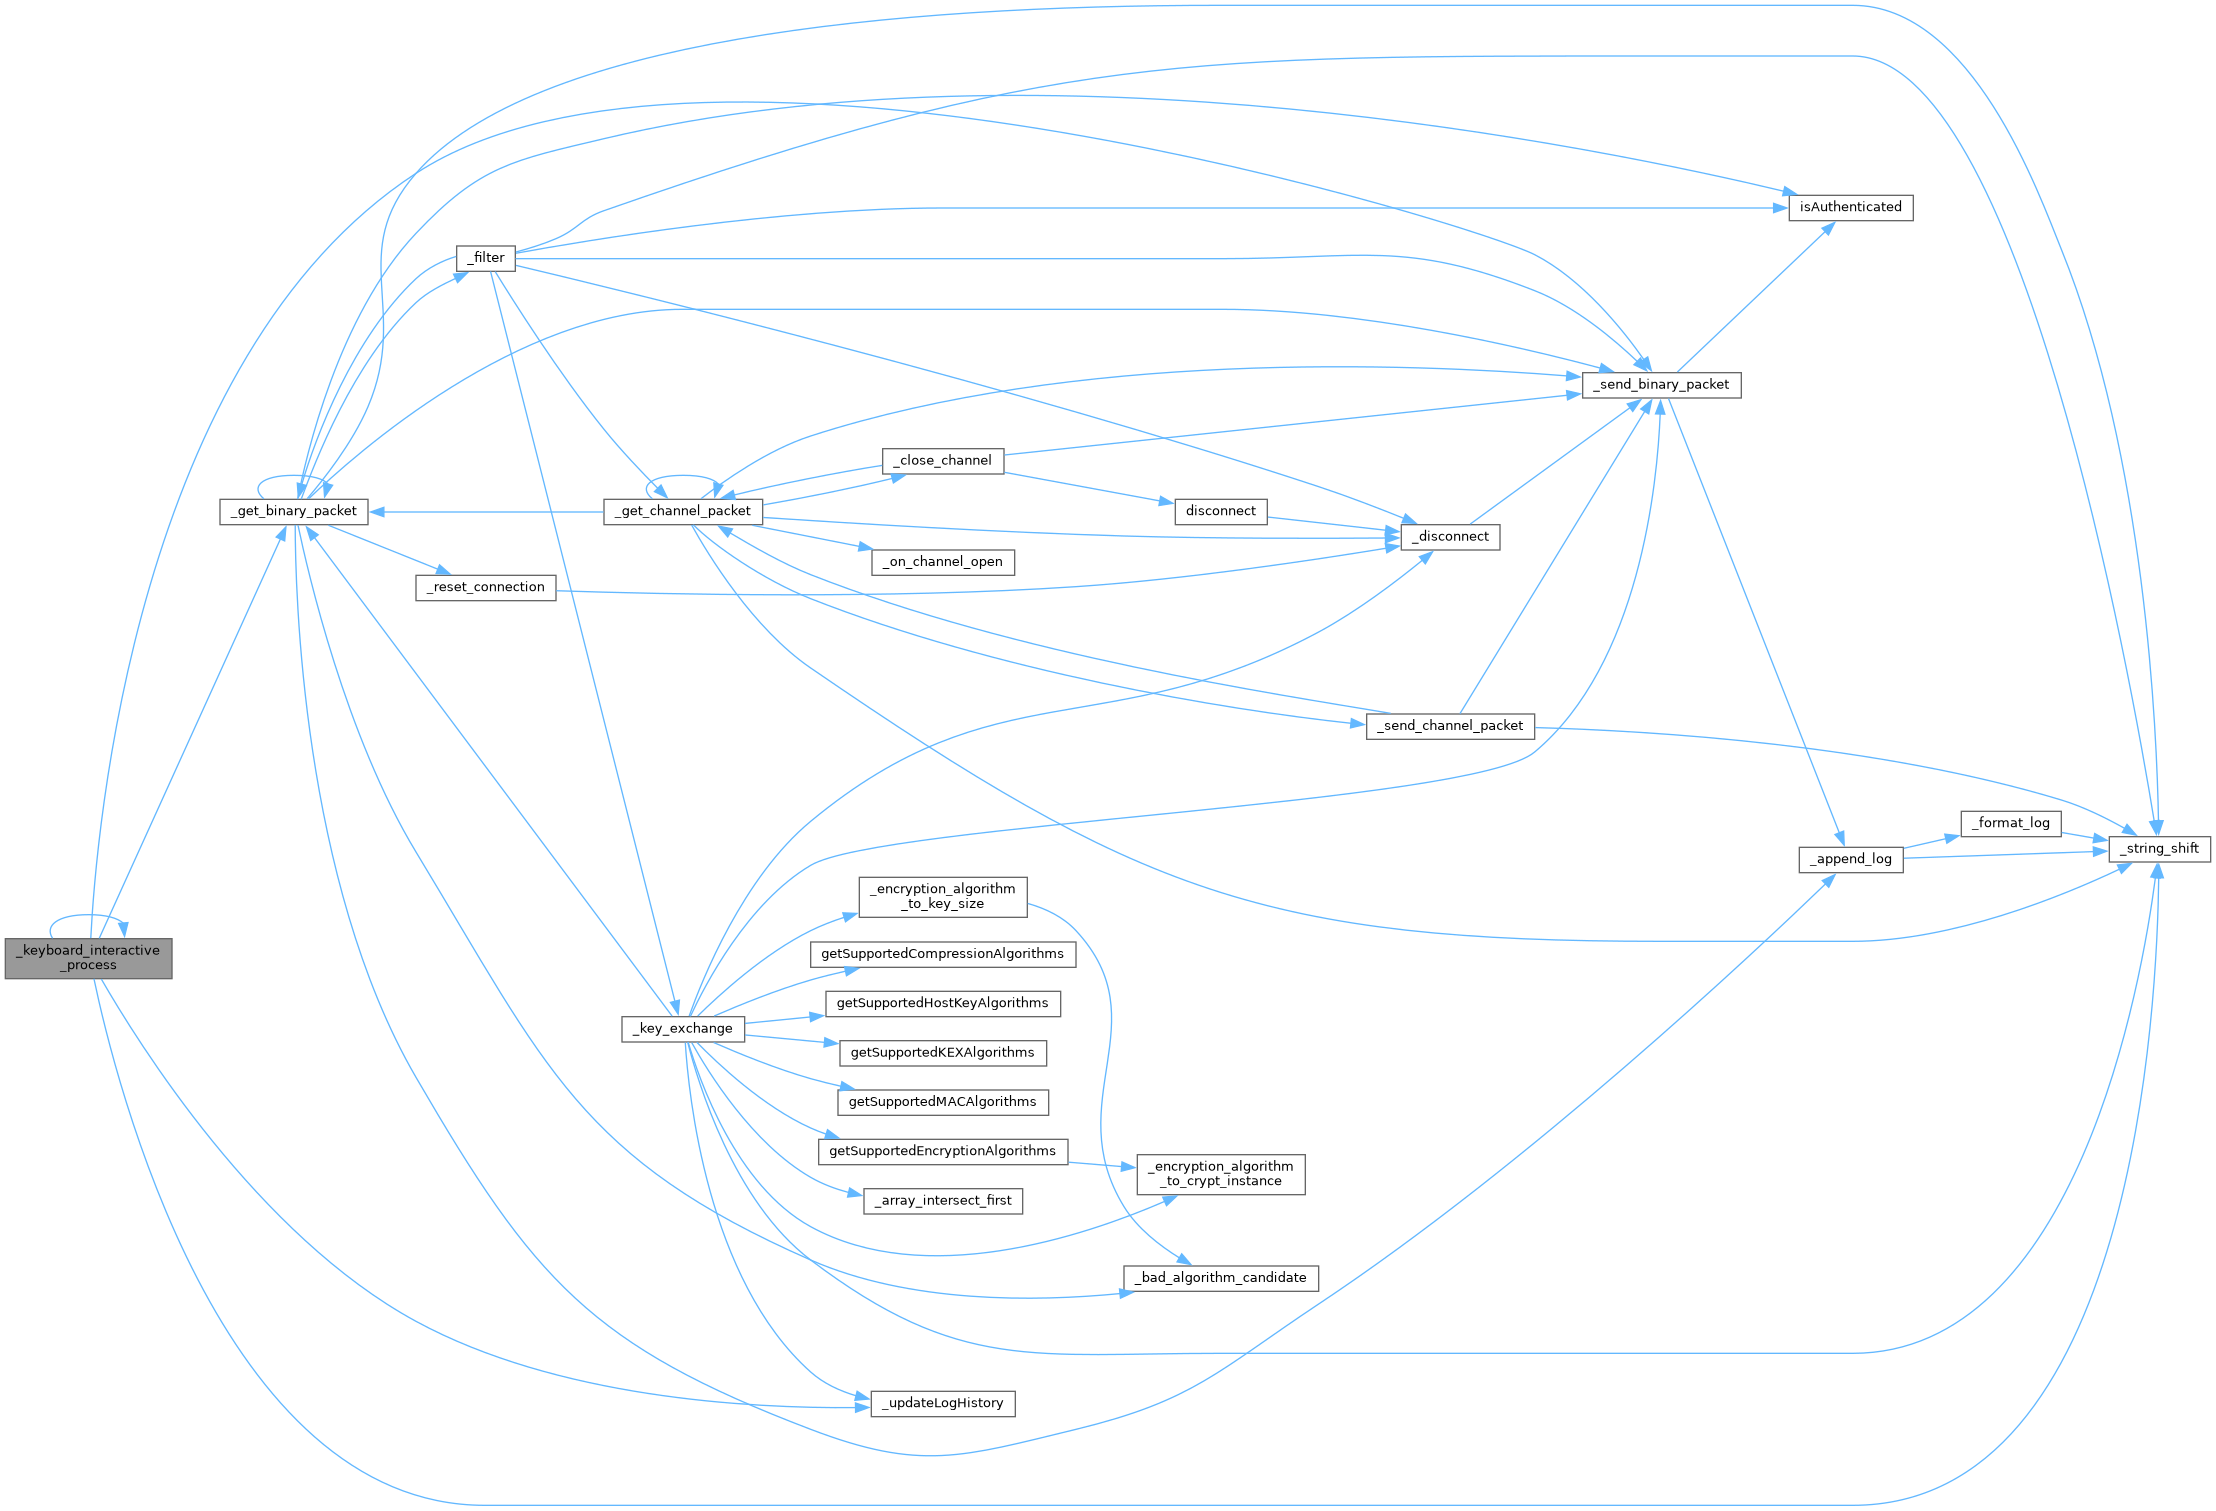 isAuthenticated
_filter
_send_binary_packet
_close_channel
_get_binary_packet
_get_channel_packet
disconnect
_disconnect
_on_channel_open
_reset_connection
_send_channel_packet
_format_log
_string_shift
_append_log
_encryption_algorithm
_to_key_size
_keyboard_interactive
_process
getSupportedCompressionAlgorithms
getSupportedHostKeyAlgorithms
_key_exchange
getSupportedKEXAlgorithms
getSupportedMACAlgorithms
getSupportedEncryptionAlgorithms
_encryption_algorithm
_to_crypt_instance
_array_intersect_first
_bad_algorithm_candidate
_updateLogHistory